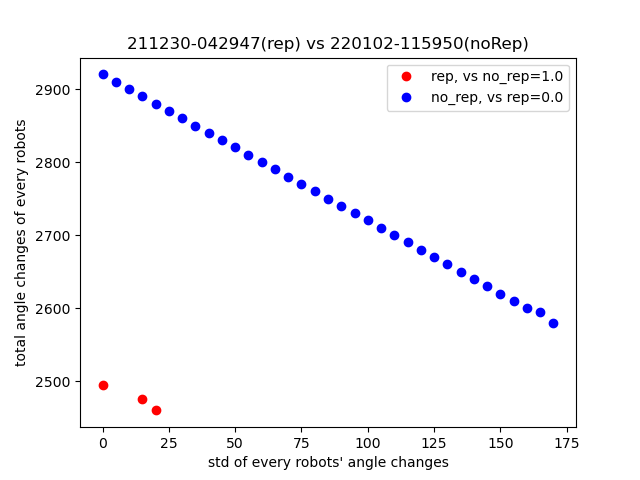 211230-042947(rep) vs 220102-115950(noRep)
rep, vs no_rep=1.0
no_rep, vs rep=0.0
total angle changes of every robots
2900
2800
2700
2600
2500
0 25 50 75 100 125 150 175
std of every robots' angle changes